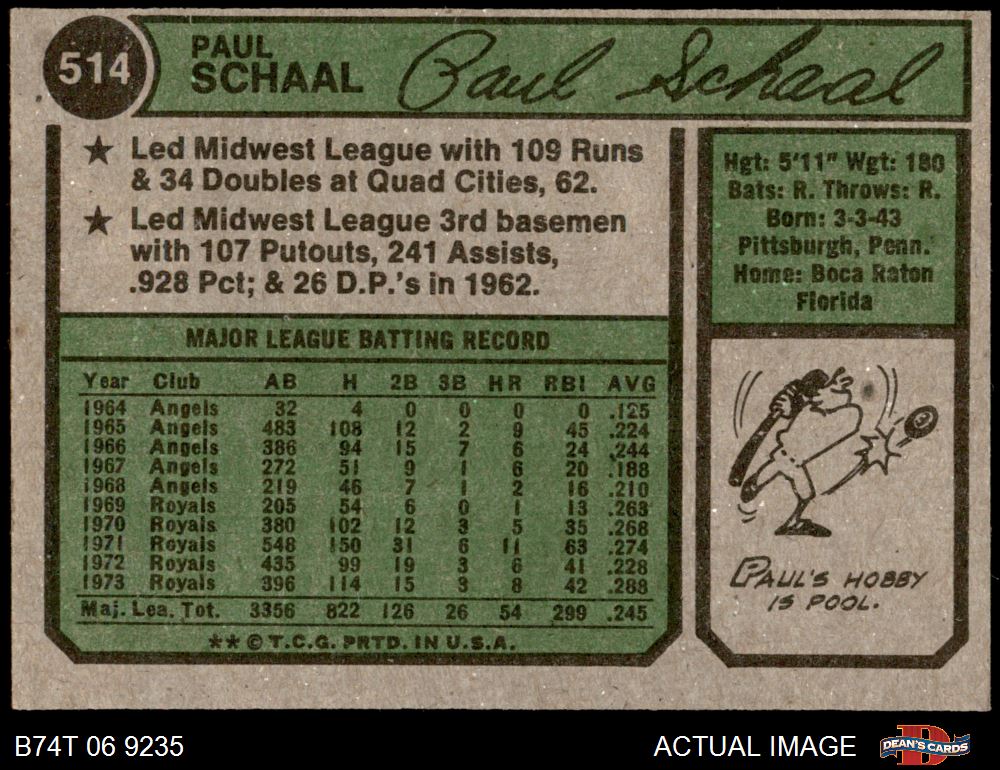 514
PAUL
SCHAAL
Paul Schaal
★ Led Midwest League with 109 Runs
& 34 Doubles at Quad Cities, 62.
★ Led Midwest League 3rd basemen
with 107 Putouts, 241 Assists,
.928 Pct; & 26 D.P.'s in 1962.
Hgt: 5'11" Wgt: 180
Bats: R. Throws: R.
Born: 3-3-43
Pittsburgh, Penn.
Home: Boca Raton
Florida
MAJOR LEAGUE BATTING RECORD
Year Club AB H 2B 3B HR RBI AVG
1964 Angels 32 4 0 0 0 0 .125
1965 Angels 483 108 12 2 9 45 .224
1966 Angels 386 94 15 7 6 24 .244
1967 Angels 272 51 9 1 6 20 .188
1968 Angels 219 46 7 1 2 16 .210
1969 Royals 205 54 6 0 1 13 .263
1970 Royals 380 102 12 3 5 35 .268
1971 Royals 548 150 31 6 11 63 .274
1972 Royals 435 99 19 3 6 41 .228
1973 Royals 396 114 15 3 8 42 .288
Maj. Lea. Tot. 3356 822 126 26 54 299 .245
** © T.C.G. PRTD. IN U.S.A.
PAUL'S HOBBY
IS POOL.
B74T 06 9235
ACTUAL IMAGE
DEAN'S CARDS